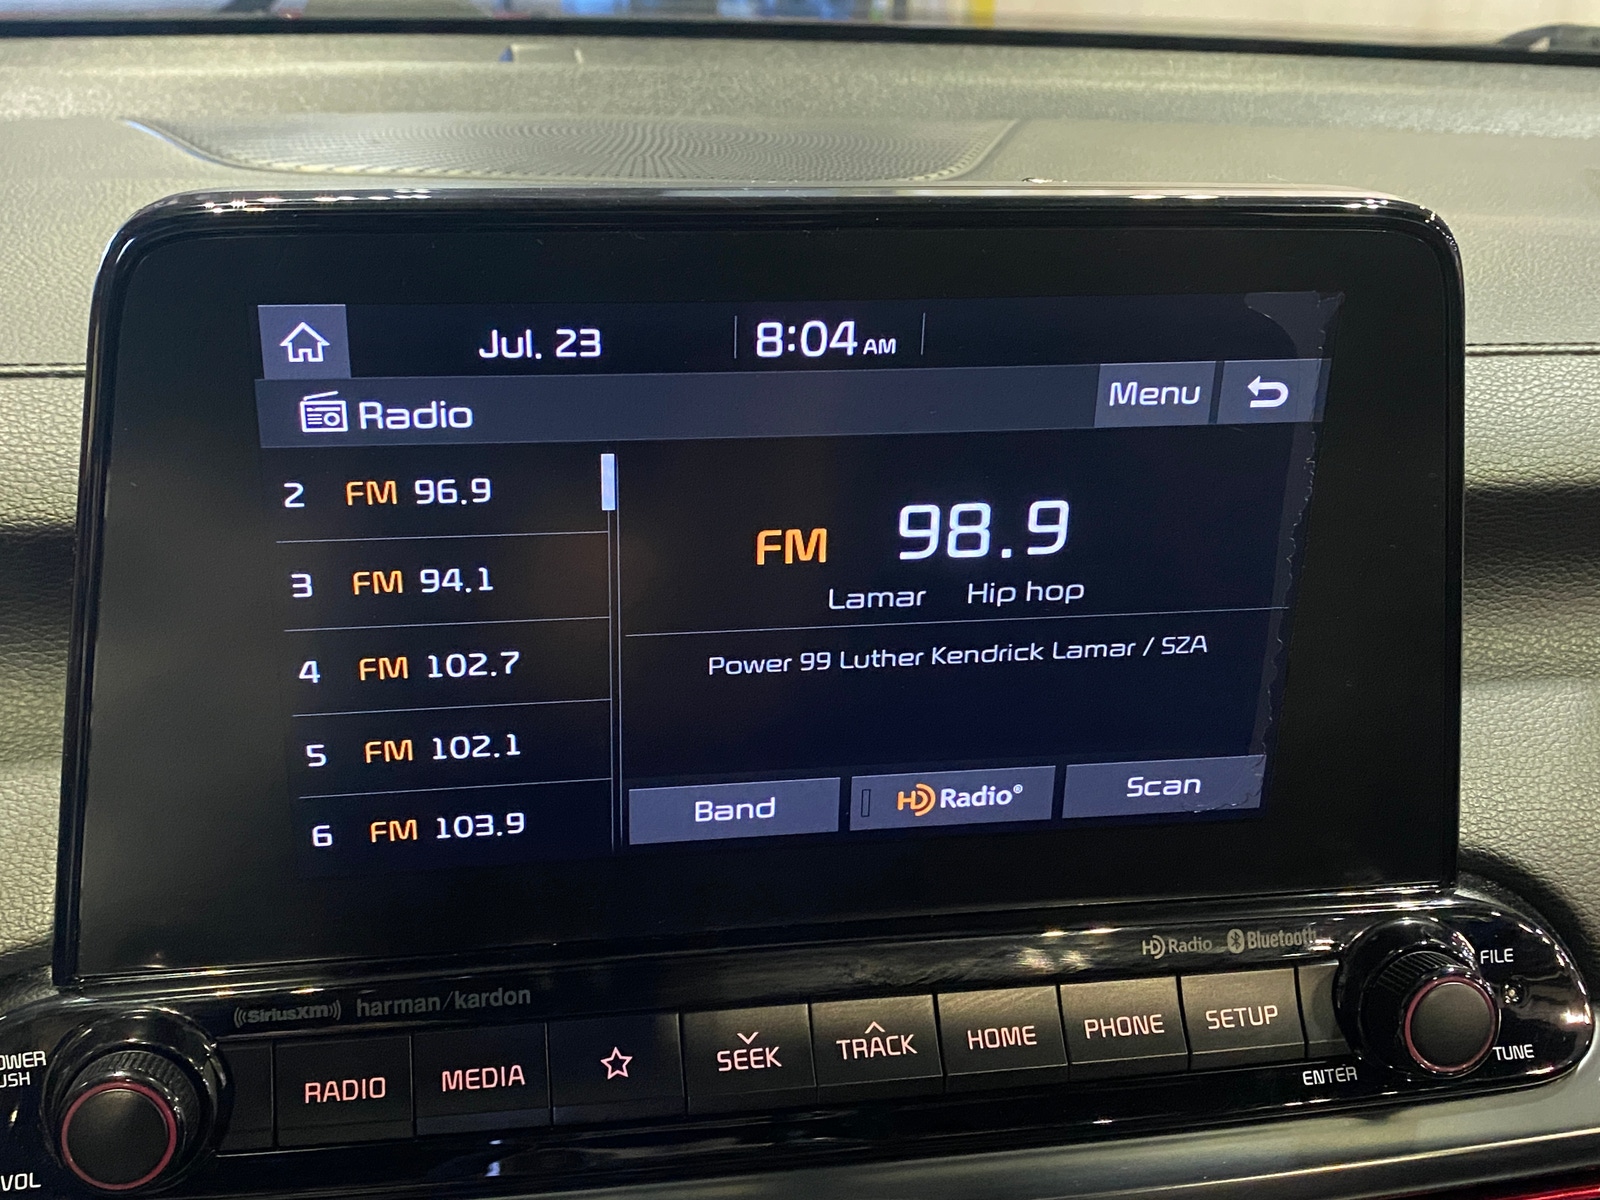 Jul. 23
8:04 AM
Radio
Menu
2 FM 96.9
3 FM 94.1
4 FM 102.7
5 FM 102.1
6 FM 103.9
FM 98.9
Lamar Hip hop
Power 99 Luther Kendrick Lamar / SZA
Band
HD Radio®
Scan
HD Radio Bluetooth
SiriusXM harman/kardon
RADIO
MEDIA
SEEK
TRACK
HOME
PHONE
SETUP
FILE
TUNE
ENTER
VOL